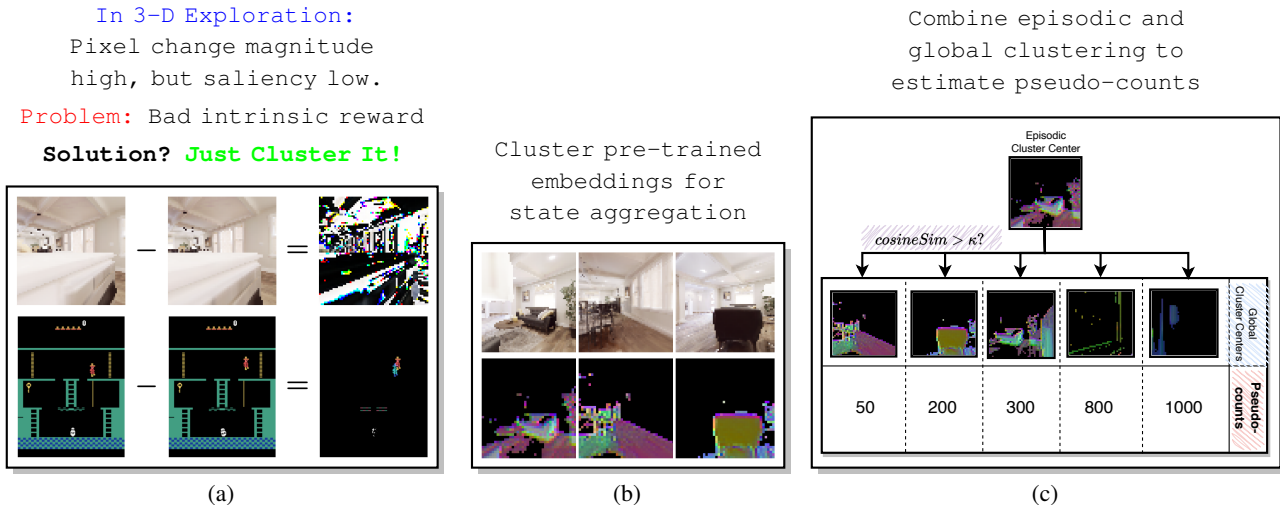 In 3-D Exploration:
Pixel change magnitude
high, but saliency low.
Problem: Bad intrinsic reward
Solution? Just Cluster It!
−
=
0
0
−
=
(a)
Cluster pre-trained
embeddings for
state aggregation
(b)
Combine episodic and
global clustering to
estimate pseudo-counts
Episodic
Cluster Center
cosineSim > κ?
Global
Cluster Centers
50
200
300
800
1000
Pseudo-
counts
(c)